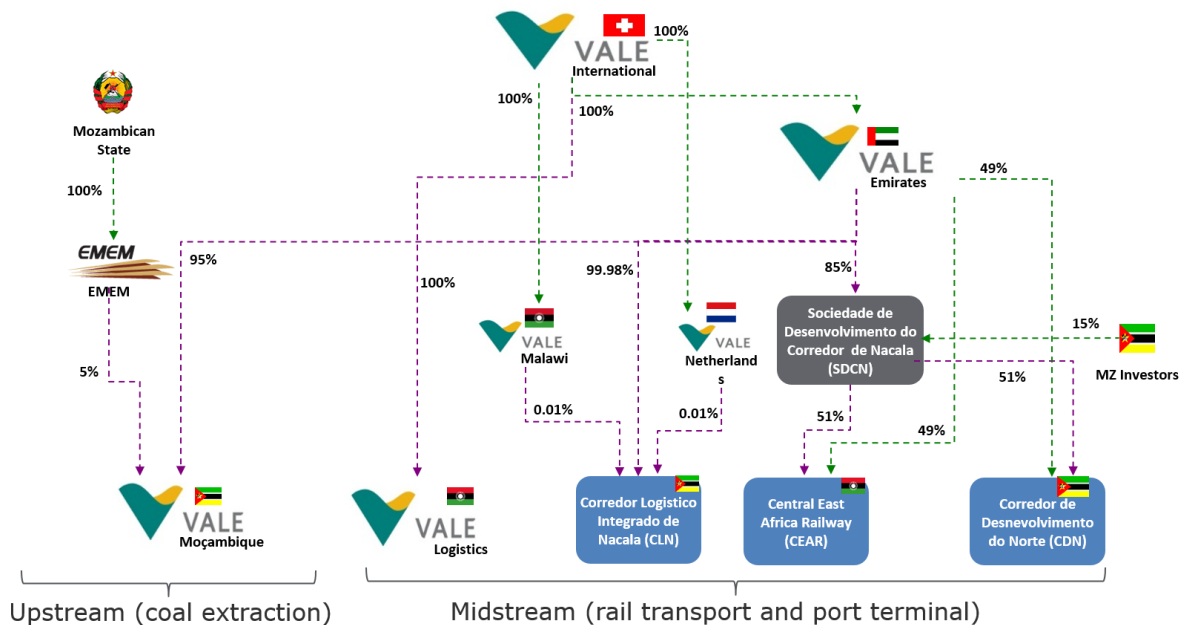 VALE
International
100%
Mozambican
State
100%
100%
VALE
Emirates
49%
100%
EMEM
EMEM
95%
99.98%
85%
100%
Sociedade de
Desenvolvimento do
Corredor de Nacala
(SDCN)
15%
MZ Investors
VALE
Malawi
VALE
Netherland
s
5%
51%
0.01%
0.01%
51%
49%
VALE
Moçambique
VALE
Logistics
Corredor Logistico
Integrado de
Nacala (CLN)
Central East
Africa Railway
(CEAR)
Corredor de
Desnevolvimento
do Norte (CDN)
Upstream (coal extraction)
Midstream (rail transport and port terminal)